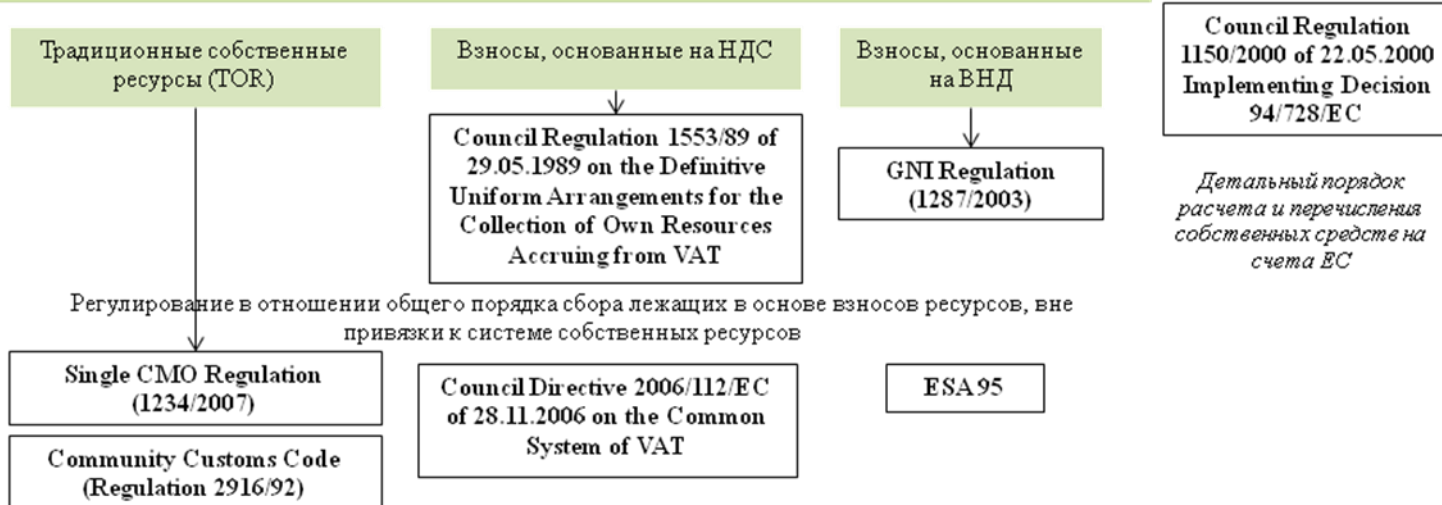 Традиционные собственные
ресурсы (TOR)
Взносы, основанные на НДС
Взносы, основанные
на ВНД
Council Regulation
1150/2000 of 22.05.2000
Implementing Decision
94/728/EC
Council Regulation 1553/89 of
29.05.1989 on the Definitive
Uniform Arrangements for the
Collection of Own Resources
Accruing from VAT
GNI Regulation
(1287/2003)
Детальный порядок
расчета и перечисления
собственных средств на
счета ЕС
Регулирование в отношении общего порядка сбора лежащих в основе взносов ресурсов, вне
привязки к системе собственных ресурсов
Single CMO Regulation
(1234/2007)
Council Directive 2006/112/EC
of 28.11.2006 on the Common
System of VAT
ESA 95
Community Customs Code
(Regulation 2916/92)